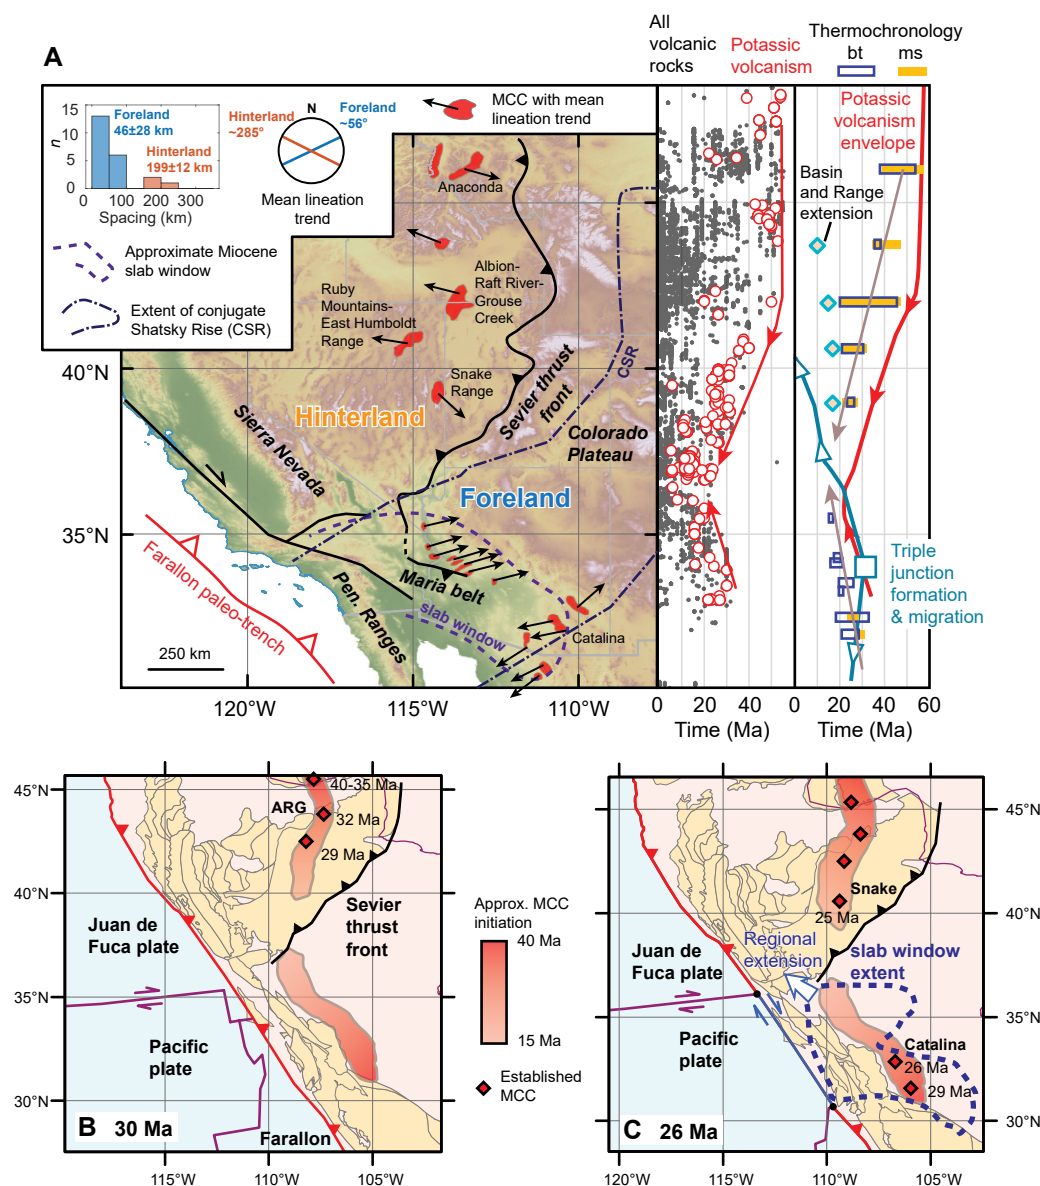 A
All
volcanic
rocks
Potassic
volcanism
Thermochronology
bt
ms
15
10
5
0
n
Foreland
46±28 km
Hinterland
199±12 km
0
100
200
300
Spacing (km)
Hinterland
~285°
N
Foreland
~56°
Mean lineation
trend
MCC with mean
lineation trend
Approximate Miocene
slab window
Extent of conjugate
Shatsky Rise (CSR)
Anaconda
Albion-
Raft River-
Grouse
Creek
Ruby
Mountains-
East Humboldt
Range
Snake
Range
Hinterland
Sevier thrust
front
CSR
Colorado
Plateau
Sierra Nevada
Foreland
Farallon paleo-trench
Maria belt
Pen. Ranges
slab window
Catalina
250 km
40°N
35°N
120°W
115°W
110°W
Potassic
volcanism
envelope
Basin
and Range
extension
Triple
junction
formation
& migration
0
20
40
60
Time (Ma)
0
20
40
60
Time (Ma)
45°N
40°N
35°N
30°N
ARG
40-35 Ma
32 Ma
29 Ma
Sevier
thrust
front
Juan de
Fuca plate
Pacific
plate
Farallon
B
30 Ma
115°W
110°W
105°W
Approx. MCC
initiation
40 Ma
15 Ma
Established
MCC
Snake
25 Ma
Regional
extension
slab window
extent
Juan de
Fuca plate
Pacific
plate
Catalina
26 Ma
29 Ma
C
26 Ma
45°N
40°N
35°N
30°N
120°W
115°W
110°W
105°W